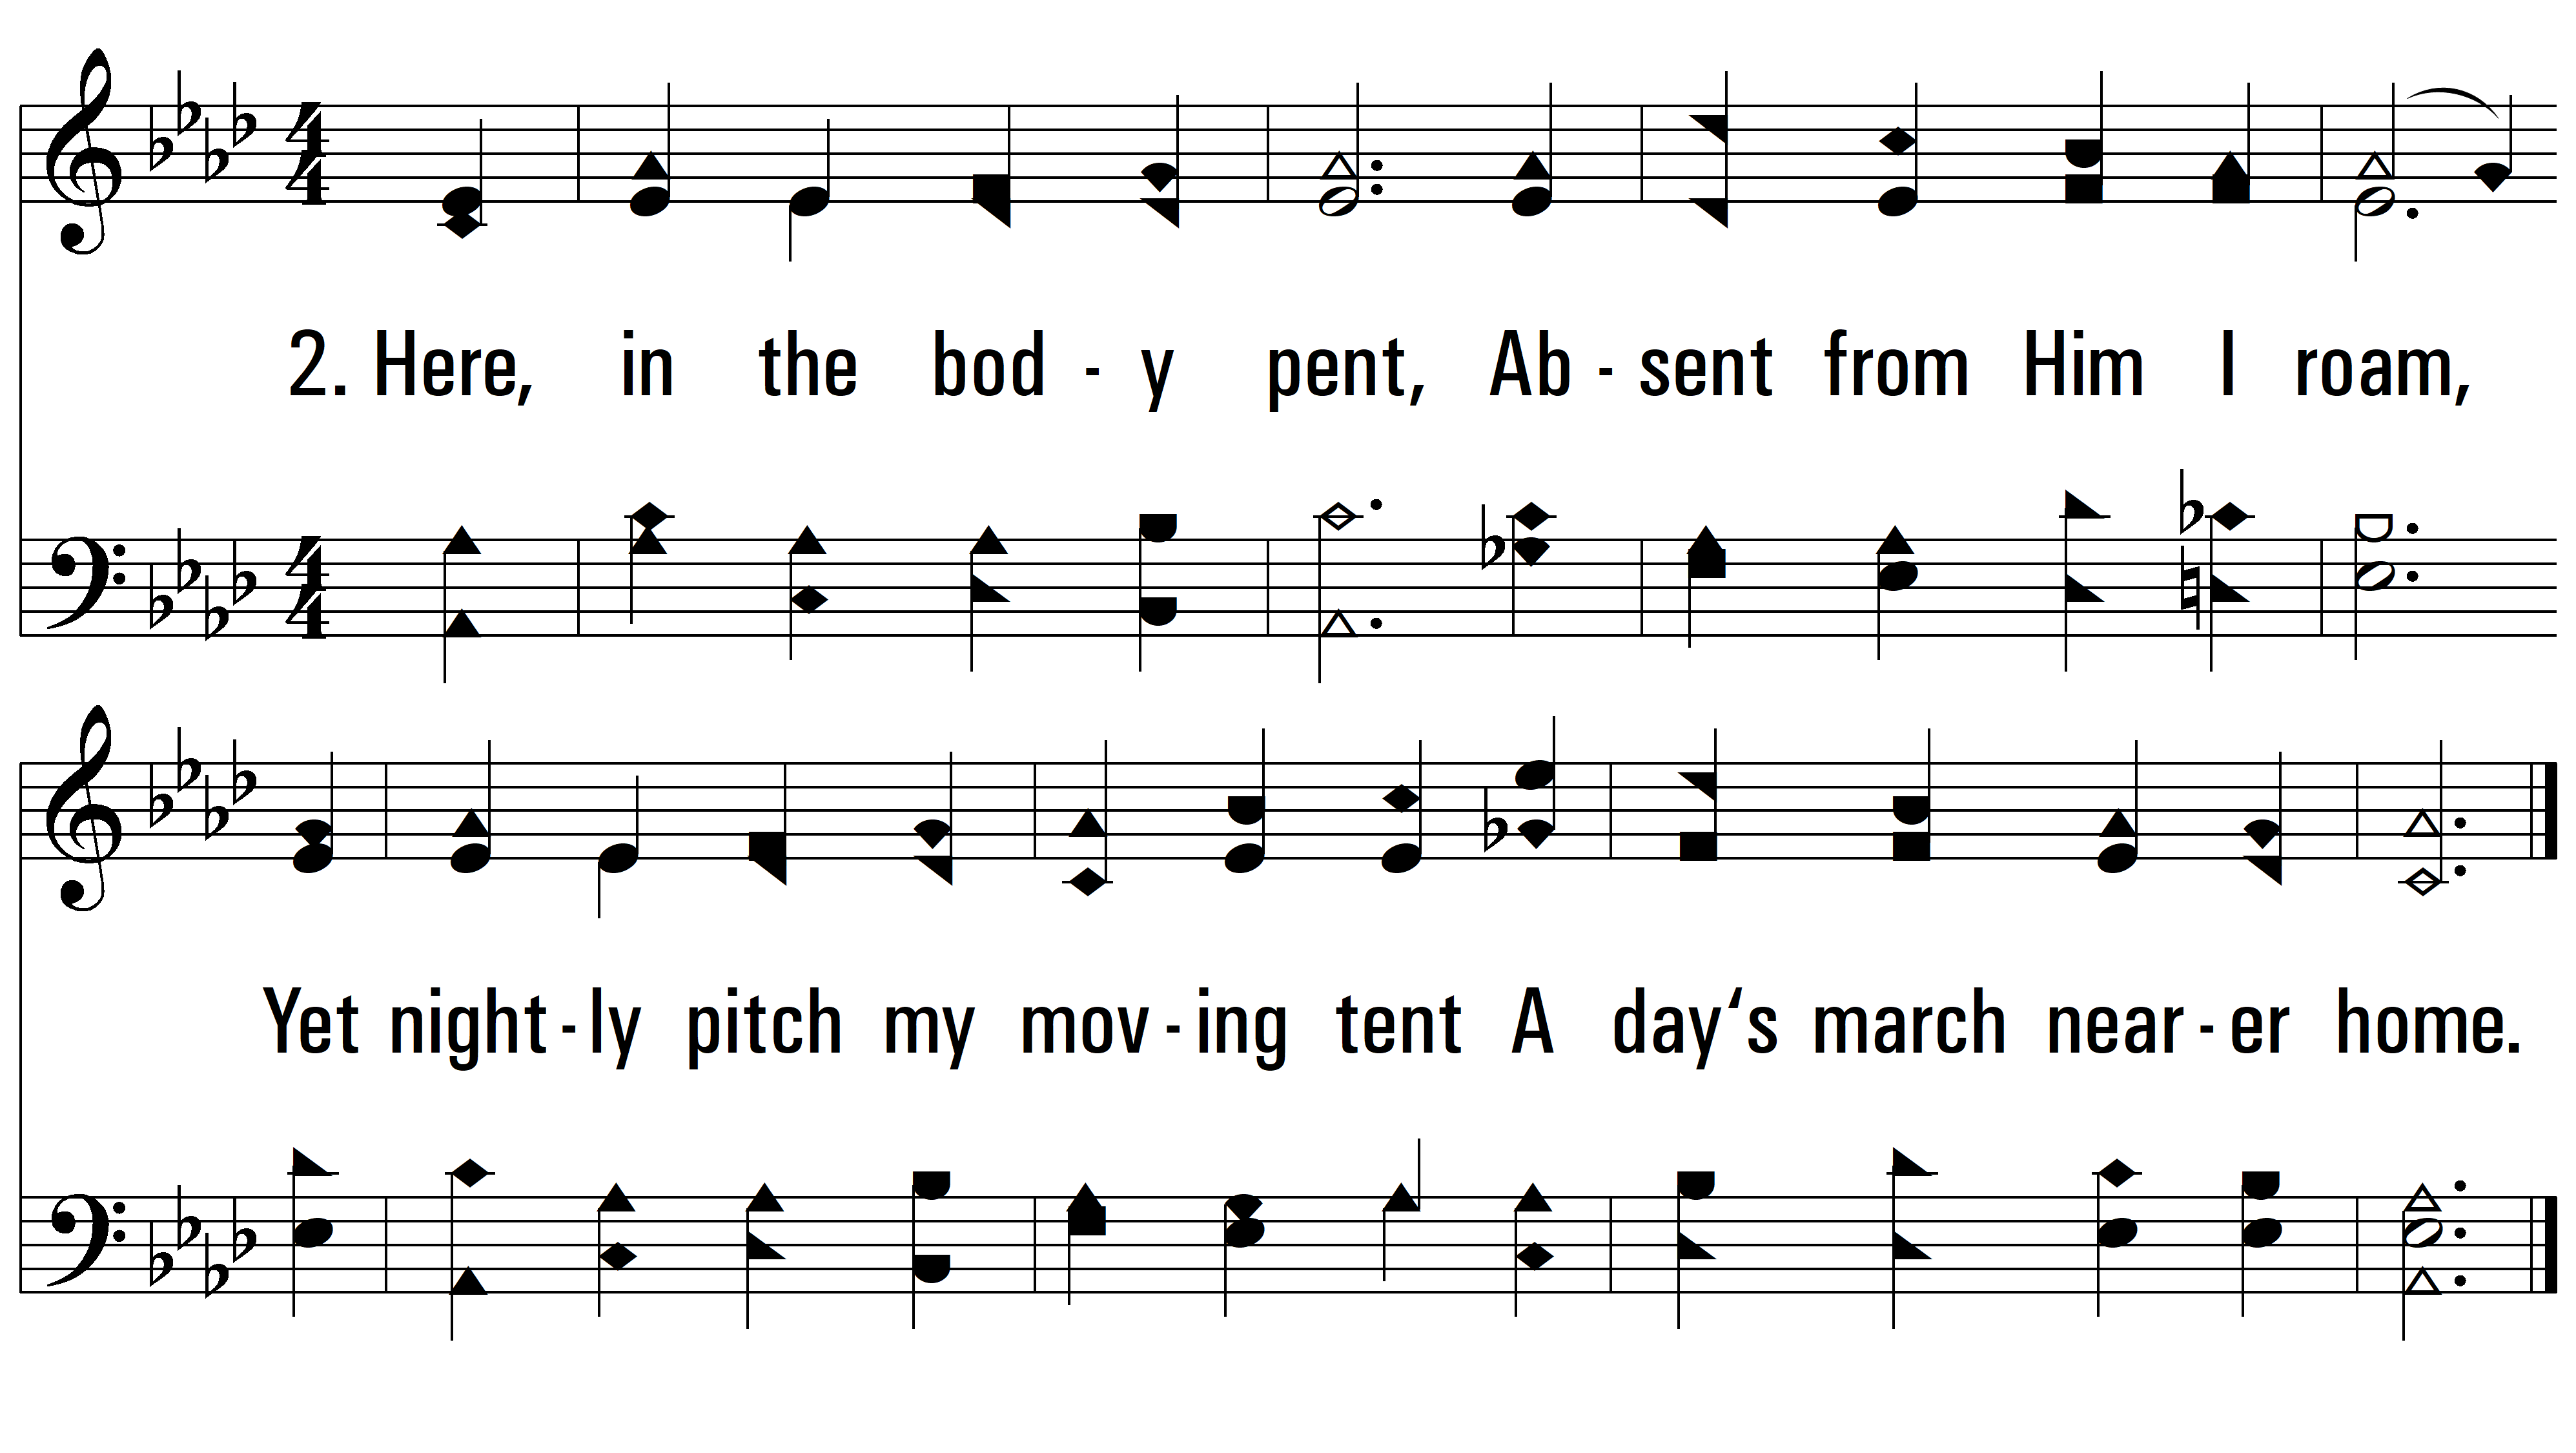 2. Here, in the bod - y pent, Ab - sent from Him I roam,
Yet night - ly pitch my mov - ing tent A day‘s march near - er home.